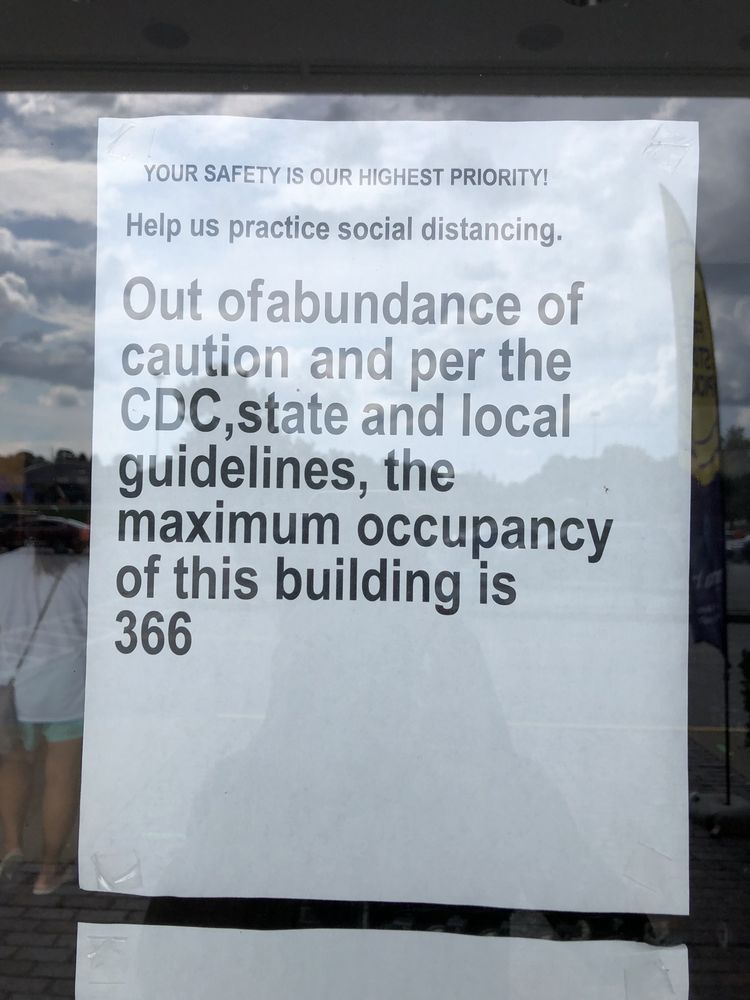 YOUR SAFETY IS OUR HIGHEST PRIORITY!
Help us practice social distancing.
Out ofabundance of
caution and per the
CDC,state and local
guidelines, the
maximum occupancy
of this building is
366